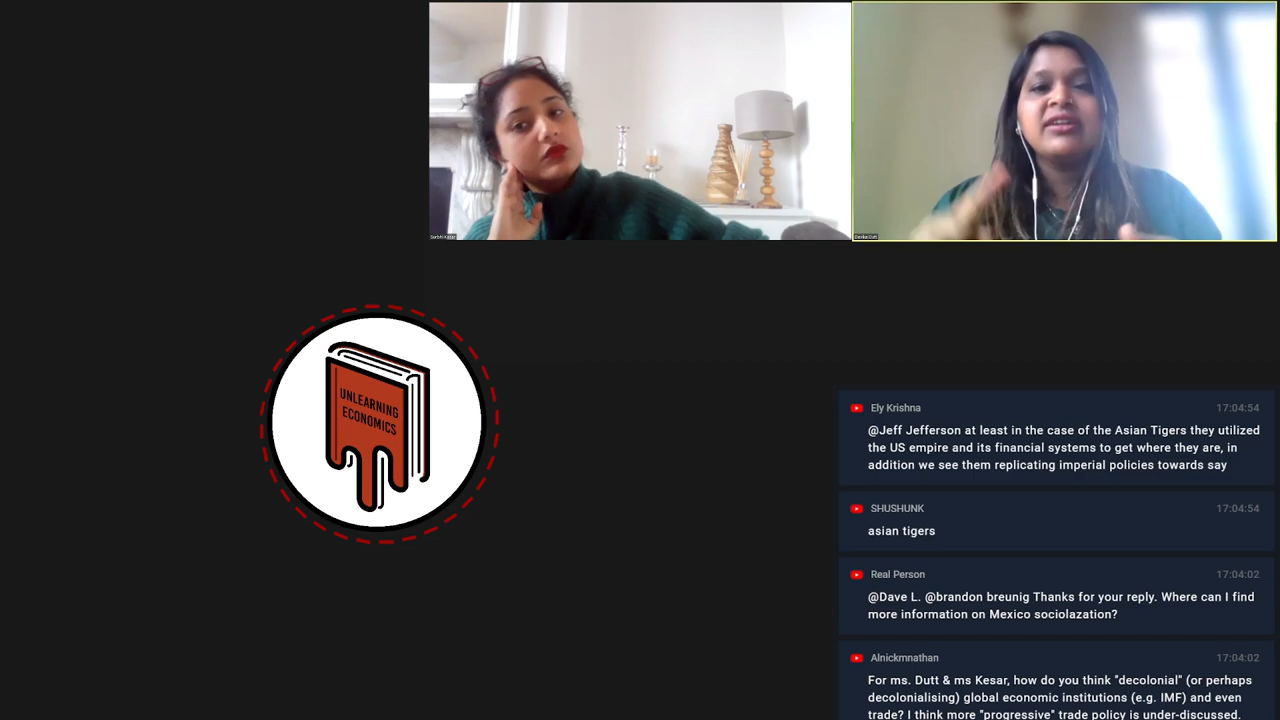 Surbhi Kesar
Devika Dutt
UNLEARNING
ECONOMICS
Ely Krishna 17:04:54
@Jeff Jefferson at least in the case of the Asian Tigers they utilized
the US empire and its financial systems to get where they are, in
addition we see them replicating imperial policies towards say
SHUSHUNK 17:04:54
asian tigers
Real Person 17:04:02
@Dave L. @brandon breunig Thanks for your reply. Where can I find
more information on Mexico sociolazation?
Alnickmnathan 17:04:02
For ms. Dutt & ms Kesar, how do you think "decolonial" (or perhaps
decolonialising) global economic institutions (e.g. IMF) and even
trade? I think more "progressive" trade policy is under-discussed.